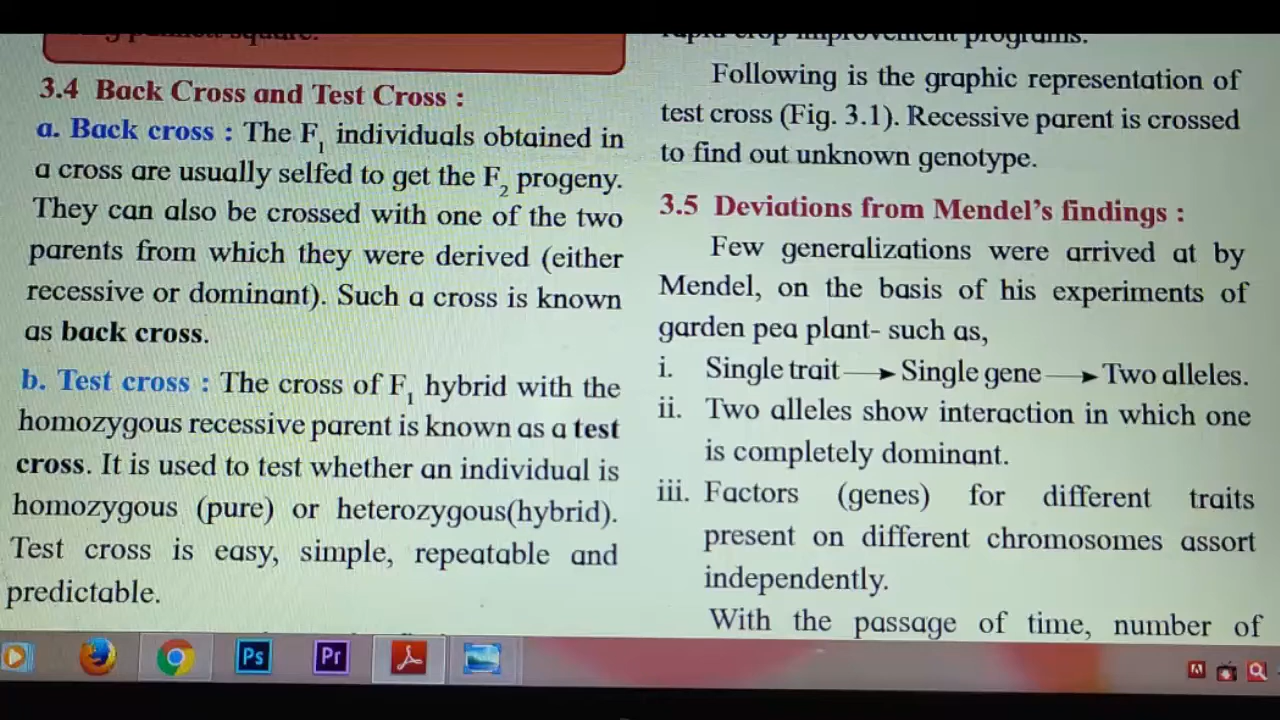 3.4 Back Cross and Test Cross :
a. Back cross : The F1 individuals obtained in
a cross are usually selfed to get the F2 progeny.
They can also be crossed with one of the two
parents from which they were derived (either
recessive or dominant). Such a cross is known
as back cross.
b. Test cross : The cross of F1 hybrid with the
homozygous recessive parent is known as a test
cross. It is used to test whether an individual is
homozygous (pure) or heterozygous(hybrid).
Test cross is easy, simple, repeatable and
predictable.
rapid crop improvement programs.
Following is the graphic representation of
test cross (Fig. 3.1). Recessive parent is crossed
to find out unknown genotype.
3.5 Deviations from Mendel's findings :
Few generalizations were arrived at by
Mendel, on the basis of his experiments of
garden pea plant- such as,
i. Single trait → Single gene → Two alleles.
ii. Two alleles show interaction in which one
is completely dominant.
iii. Factors (genes) for different traits
present on different chromosomes assort
independently.
With the passage of time, number of
Ps
Pr